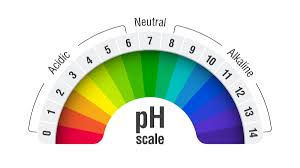 Neutral
Acidic
Alkaline
0 1 2 3 4 5 6 7 8 9 10 11 12 13 14
pH
scale